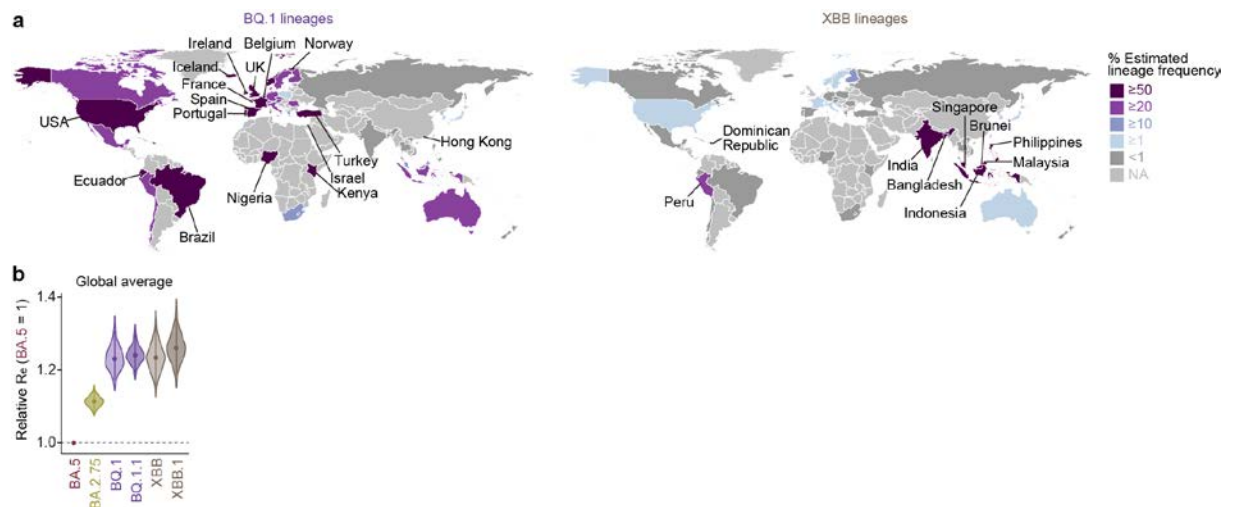 a
BQ.1 lineages
Ireland
Belgium
Norway
Iceland
UK
France
Spain
Portugal
USA
Hong Kong
Turkey
Israel
Kenya
Nigeria
Ecuador
Brazil
XBB lineages
Singapore
Dominican
Republic
Brunei
Philippines
Malaysia
India
Bangladesh
Indonesia
Peru
% Estimated
lineage frequency
≥50
≥20
≥10
≥1
<1
NA
b
Global average
Relative Re (BA.5 = 1)
1.4
1.2
1.0
BA.5
BA.2.75
BQ.1
BQ.1.1
XBB
XBB.1